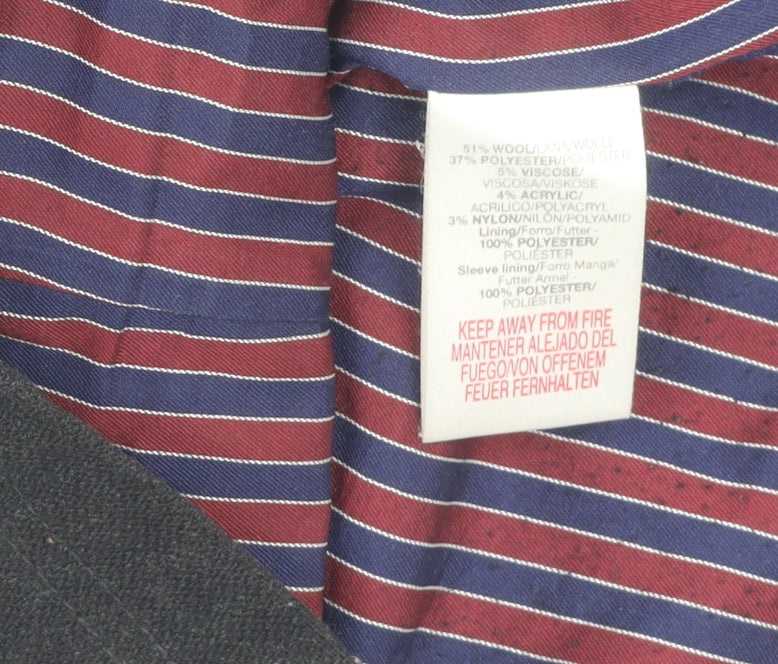 51% WOOL/LANA/WOLLE
37% POLYESTER/POLIÉSTER
5% VISCOSE/
VISCOSA/VISKOSE
4% ACRYLIC/
ACRILICO/POLYACRYL
3% NYLON/NILÓN/POLYAMID
Lining/Forro/Futter -
100% POLYESTER/
POLIÉSTER
Sleeve lining/Forro Manga/
Futter Armel -
100% POLYESTER/
POLIÉSTER
KEEP AWAY FROM FIRE
MANTENER ALEJADO DEL
FUEGO/VON OFFENEM
FEUER FERNHALTEN